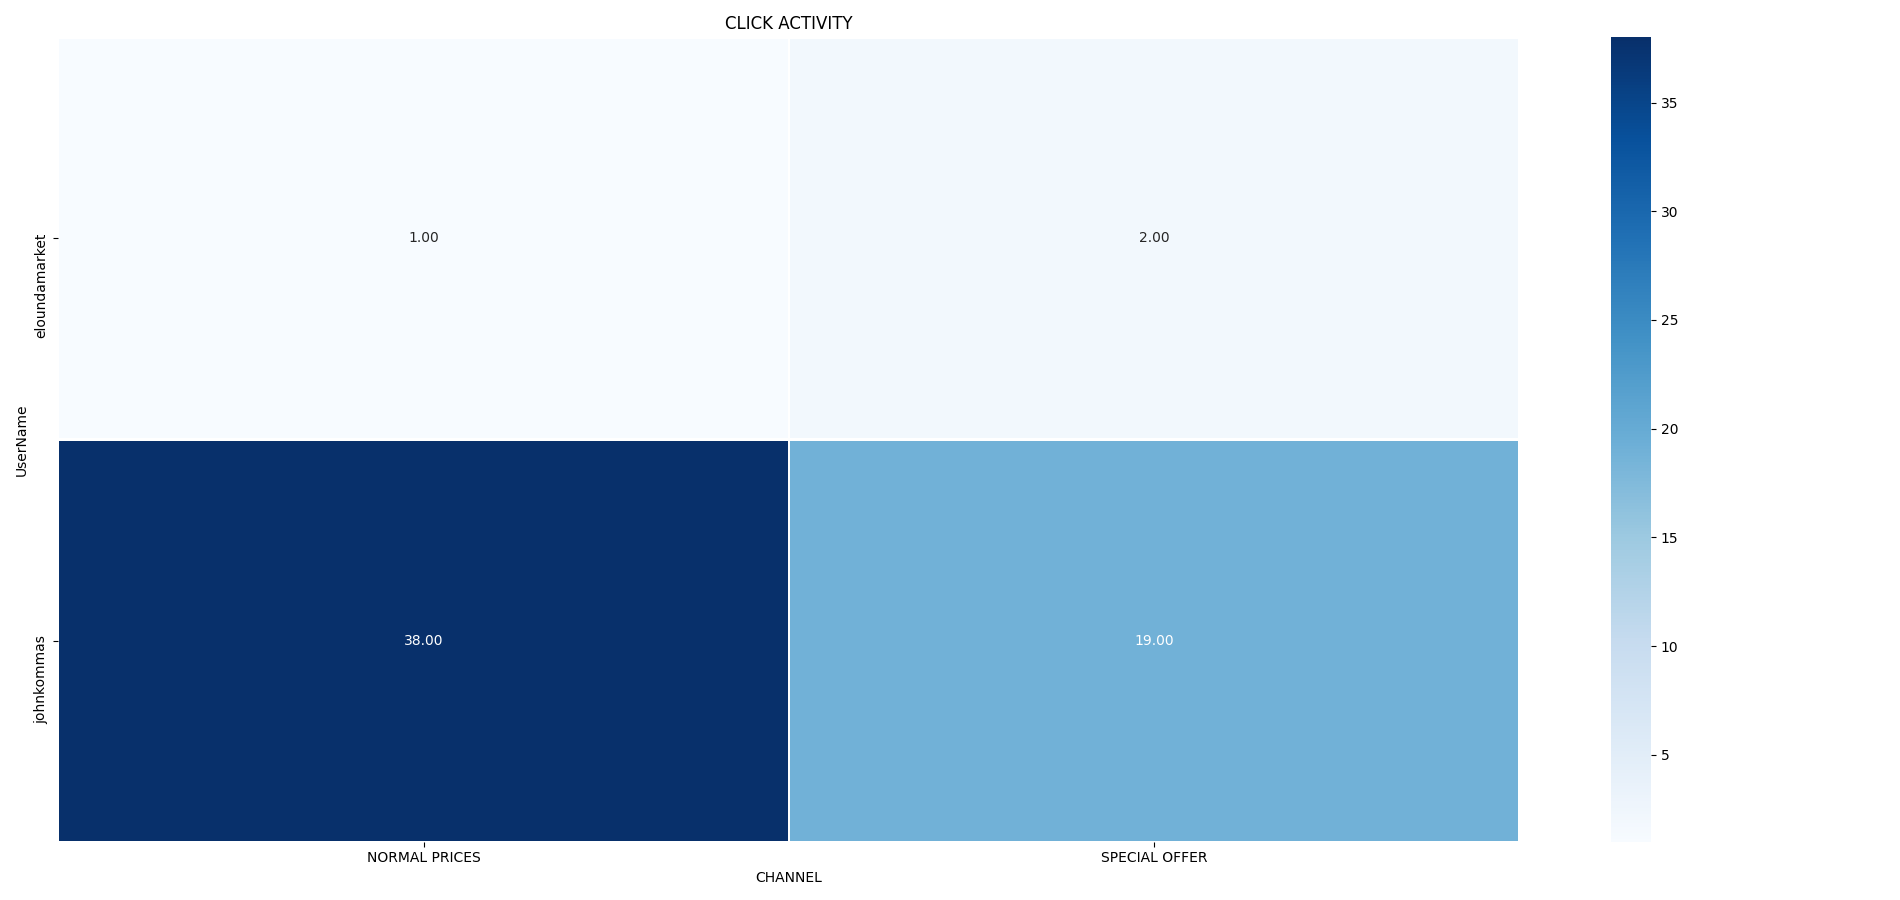 CLICK ACTIVITY
UserName
eloundamarket
johnkommas
1.00
2.00
38.00
19.00
NORMAL PRICES
SPECIAL OFFER
CHANNEL
35
30
25
20
15
10
5